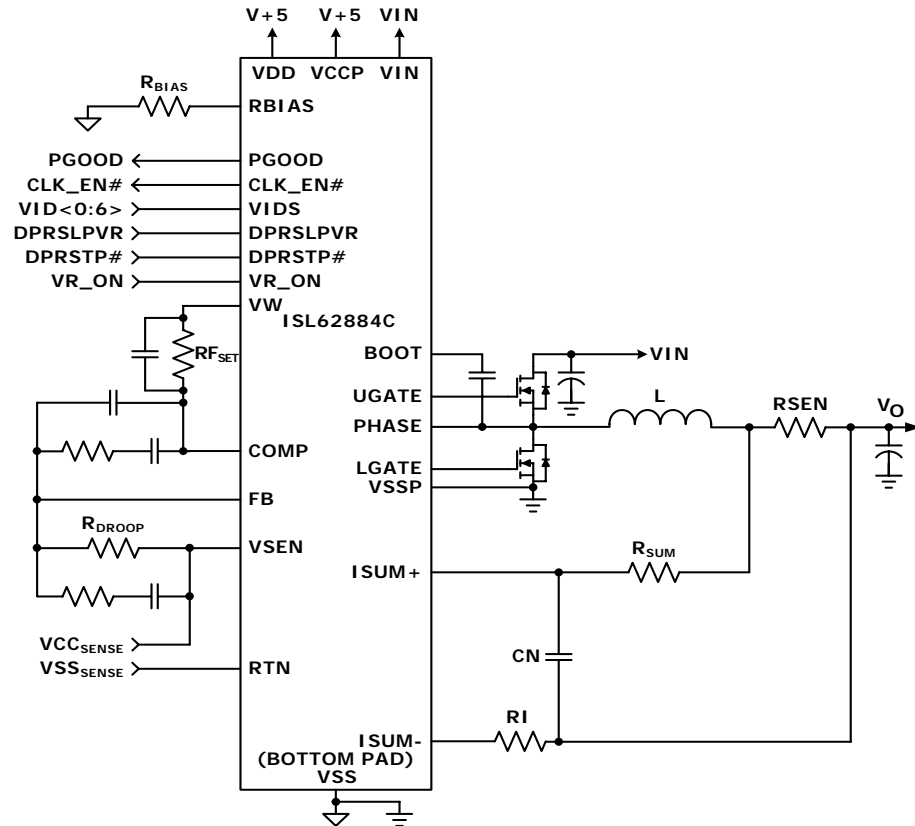 V+5 V+5 VIN
VDD VCCP VIN
RBIAS
RBIAS
PGOOD PGOOD
CLK_EN# CLK_EN#
VID<0:6> VIDS
DPRSLPVR DPRSLPVR
DPRSTP# DPRSTP#
VR_ON VR_ON
VW
ISL62884C
RFSET
BOOT
VIN
UGATE
L
RSEN
VO
PHASE
COMP
LGATE
VSSP
FB
RDROOP
VSEN
RSUM
ISUM+
VCCSENSE
CN
VSSSENSE RTN
RI
ISUM-
(BOTTOM PAD)
VSS